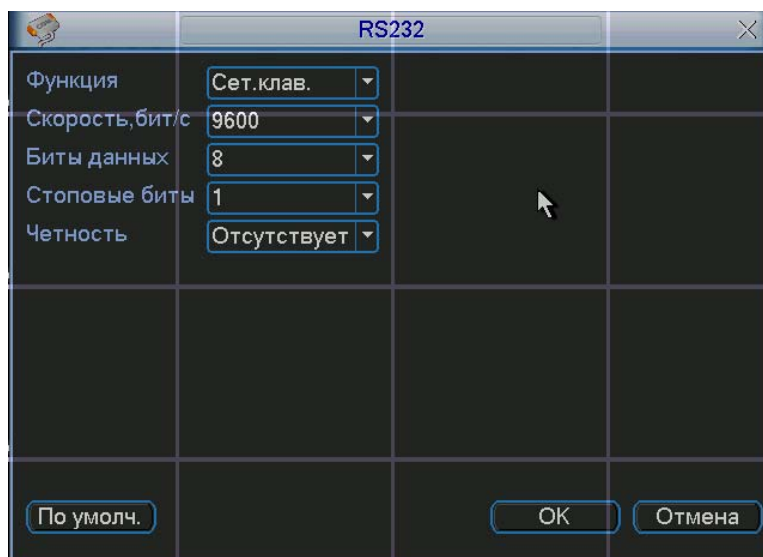 RS232
Функция Сет.клав.
Скорость,бит/с 9600
Биты данных 8
Стоповые биты 1
Четность Отсутствует
По умолч. OK Отмена